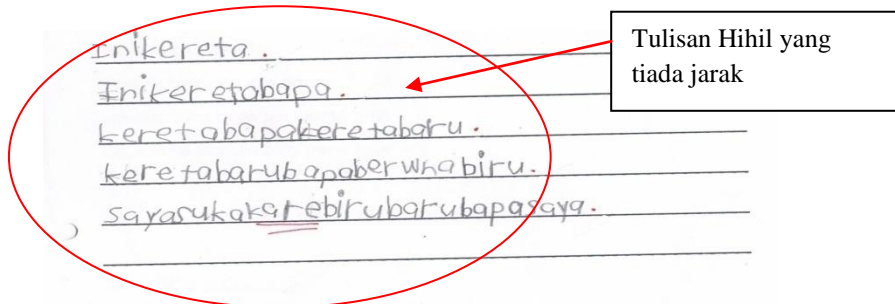 Inikereta.
Tulisan Hihil yang
tiada jarak
Inikeretabapa.
keretabapakeretabaru.
keretabarubapaberwnabiru.
sayasukakarebirubarubapasaya.
)